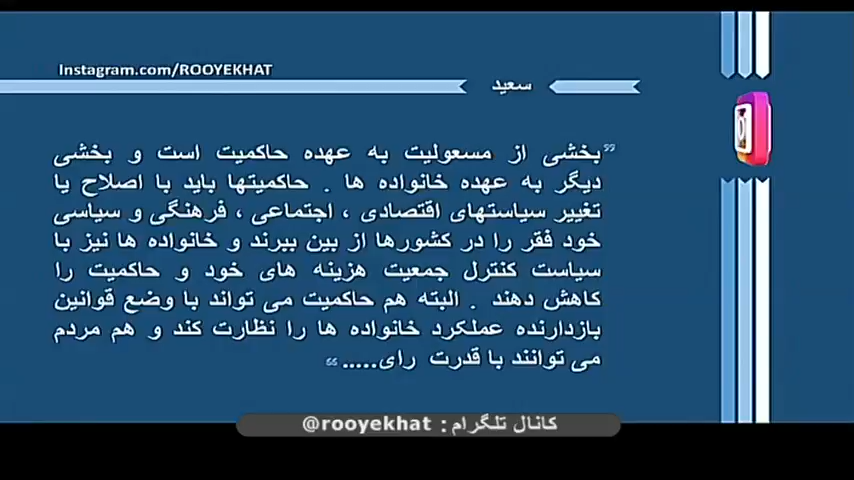 Instagram.com/ROOYEKHAT
سعید
"بخشی از مسعولیت به عهده حاکمیت است و بخشی
دیگر به عهده خانواده ها . حاکمیتها باید با اصلاح یا
تغییر سیاستهای اقتصادی ، اجتماعی ، فرهنگی و سیاسی
خود فقر را در کشورها از بین ببرند و خانواده ها نیز با
سیاست کنترل جمعیت هزینه های خود و حاکمیت را
کاهش دهند . البته هم حاکمیت می تواند با وضع قوانین
بازدارنده عملکرد خانواده ها را نظارت کند و هم مردم
می توانند با قدرت رای....."
کانال تلگرام : @rooyekhat